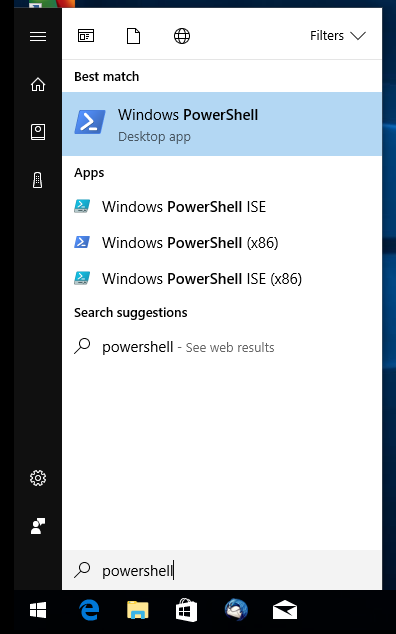 Filters
Best match
Windows PowerShell
Desktop app
Apps
Windows PowerShell ISE
Windows PowerShell (x86)
Windows PowerShell ISE (x86)
Search suggestions
powershell - See web results
powershell